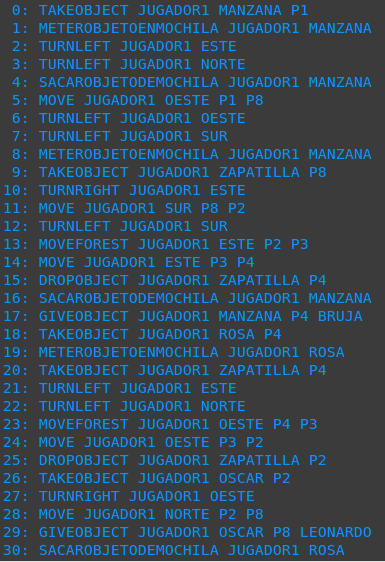 0: TAKEOBJECT JUGADOR1 MANZANA P1
1: METEROBJETOENMOCHILA JUGADOR1 MANZANA
2: TURNLEFT JUGADOR1 ESTE
3: TURNLEFT JUGADOR1 NORTE
4: SACAROBJETODEMOCHILA JUGADOR1 MANZANA
5: MOVE JUGADOR1 OESTE P1 P8
6: TURNLEFT JUGADOR1 OESTE
7: TURNLEFT JUGADOR1 SUR
8: METEROBJETOENMOCHILA JUGADOR1 MANZANA
9: TAKEOBJECT JUGADOR1 ZAPATILLA P8
10: TURNRIGHT JUGADOR1 ESTE
11: MOVE JUGADOR1 SUR P8 P2
12: TURNLEFT JUGADOR1 SUR
13: MOVEFOREST JUGADOR1 ESTE P2 P3
14: MOVE JUGADOR1 ESTE P3 P4
15: DROPOBJECT JUGADOR1 ZAPATILLA P4
16: SACAROBJETODEMOCHILA JUGADOR1 MANZANA
17: GIVEOBJECT JUGADOR1 MANZANA P4 BRUJA
18: TAKEOBJECT JUGADOR1 ROSA P4
19: METEROBJETOENMOCHILA JUGADOR1 ROSA
20: TAKEOBJECT JUGADOR1 ZAPATILLA P4
21: TURNLEFT JUGADOR1 ESTE
22: TURNLEFT JUGADOR1 NORTE
23: MOVEFOREST JUGADOR1 OESTE P4 P3
24: MOVE JUGADOR1 OESTE P3 P2
25: DROPOBJECT JUGADOR1 ZAPATILLA P2
26: TAKEOBJECT JUGADOR1 OSCAR P2
27: TURNRIGHT JUGADOR1 OESTE
28: MOVE JUGADOR1 NORTE P2 P8
29: GIVEOBJECT JUGADOR1 OSCAR P8 LEONARDO
30: SACAROBJETODEMOCHILA JUGADOR1 ROSA